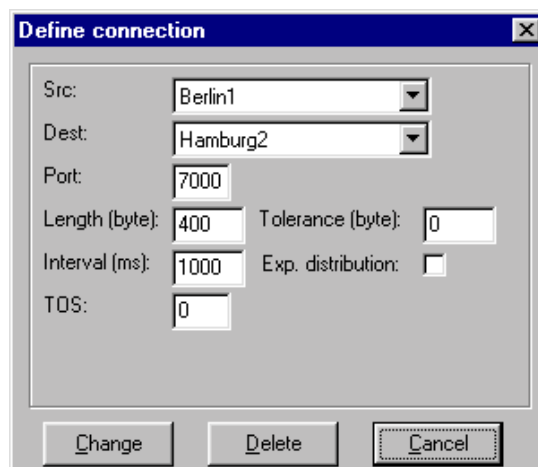 Define connection
Src: Berlin1
Dest: Hamburg2
Port: 7000
Length (byte): 400 Tolerance (byte): 0
Interval (ms): 1000 Exp. distribution:
TOS: 0
Change Delete Cancel